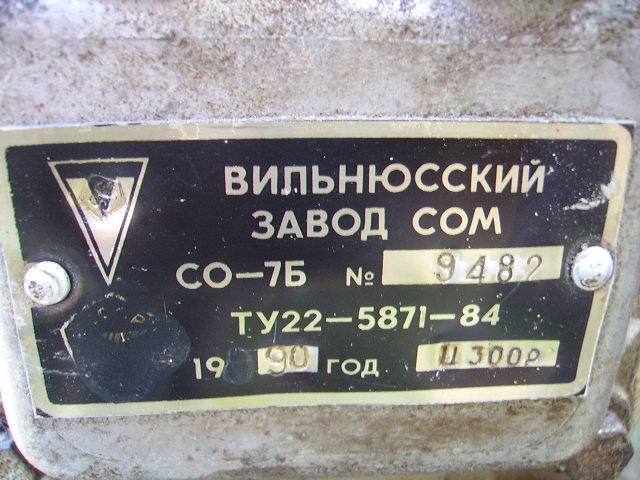 ВИЛЬНЮССКИЙ
ЗАВОД СОМ
СО-7Б № 9482
ТУ22-5871-84
19 90 ГОД Ц 300Р